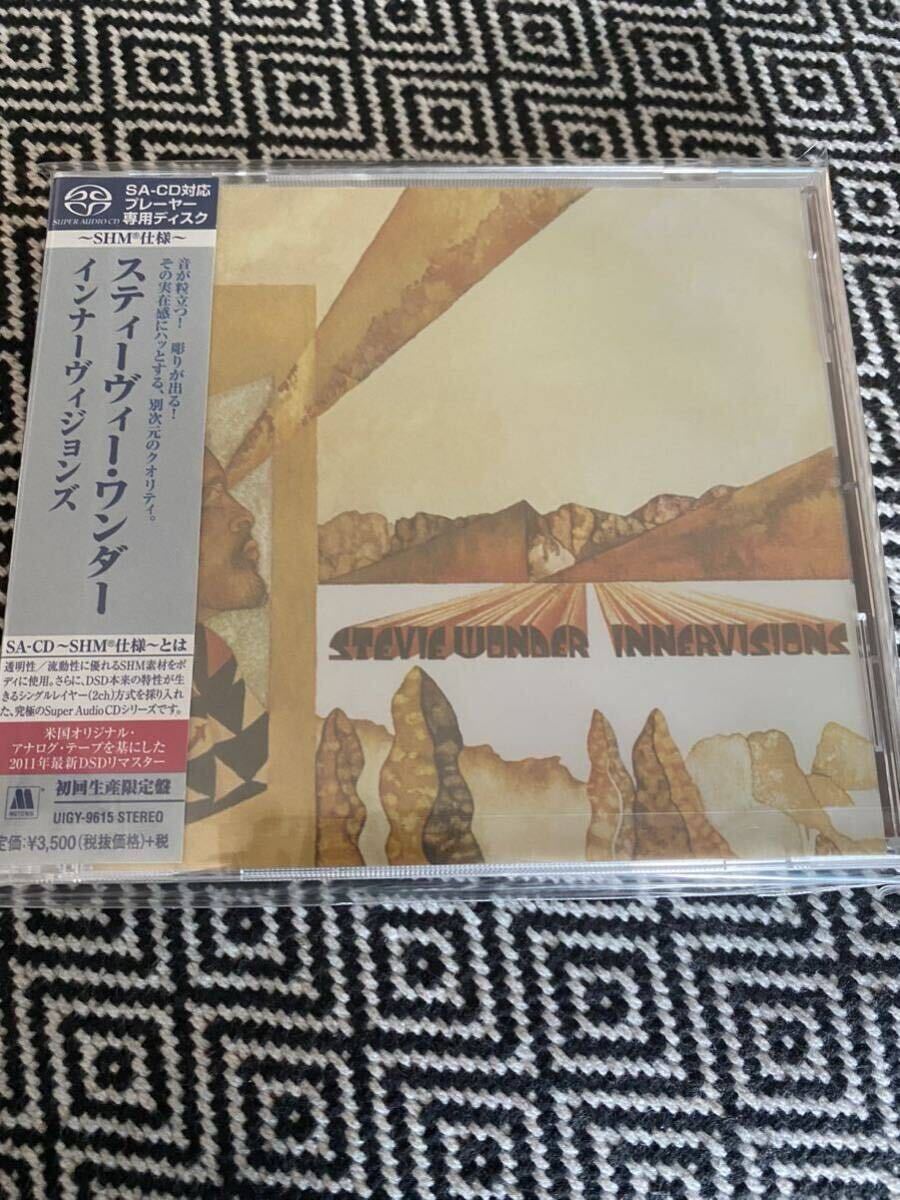 SUPER AUDIO CD
SA-CD対応
プレーヤー
専用ディスク
～SHM®仕様～
音が粒立つ! 彫りが出る!
その実在感にハッとする、別次元のクオリティ。
スティーヴィー・ワンダー
インナーヴィジョンズ
SA-CD～SHM®仕様～とは
透明性/流動性に優れるSHM素材をボ
ディに使用。さらに、DSD本来の特性が生
きるシングルレイヤー(2ch)方式を採り入れ
た、究極のSuper Audio CDシリーズです。
米国オリジナル・
アナログ・テープを基にした
2011年最新DSDリマスター
MOTOWN
初回生産限定盤
UIGY-9615 STEREO
定価:¥3,500(税抜価格)+税
STEVIE WONDER INNERVISIONS